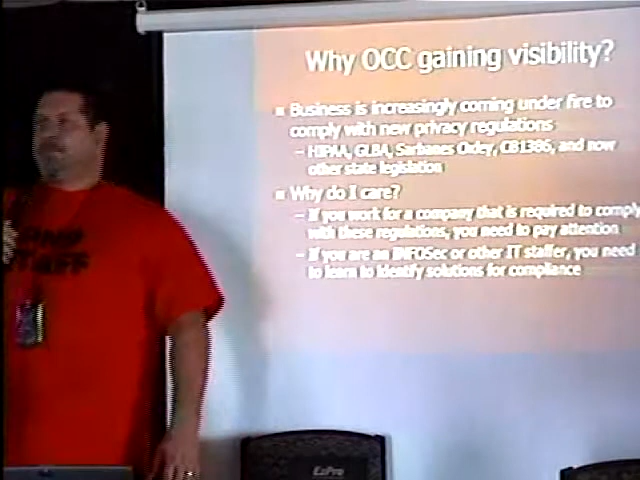 Why OCC gaining visibility?
Business is increasingly coming under fire to
comply with new privacy regulations
– HIPAA, GLBA, Sarbanes Oxley, CB1386, and now
other state legislation
Why do I care?
– If you work for a company that is required to comply
with these regulations, you need to pay attention
– If you are an INFOSec or other IT staffer, you need
to learn to identify solutions for compliance
STAFF
EzPro